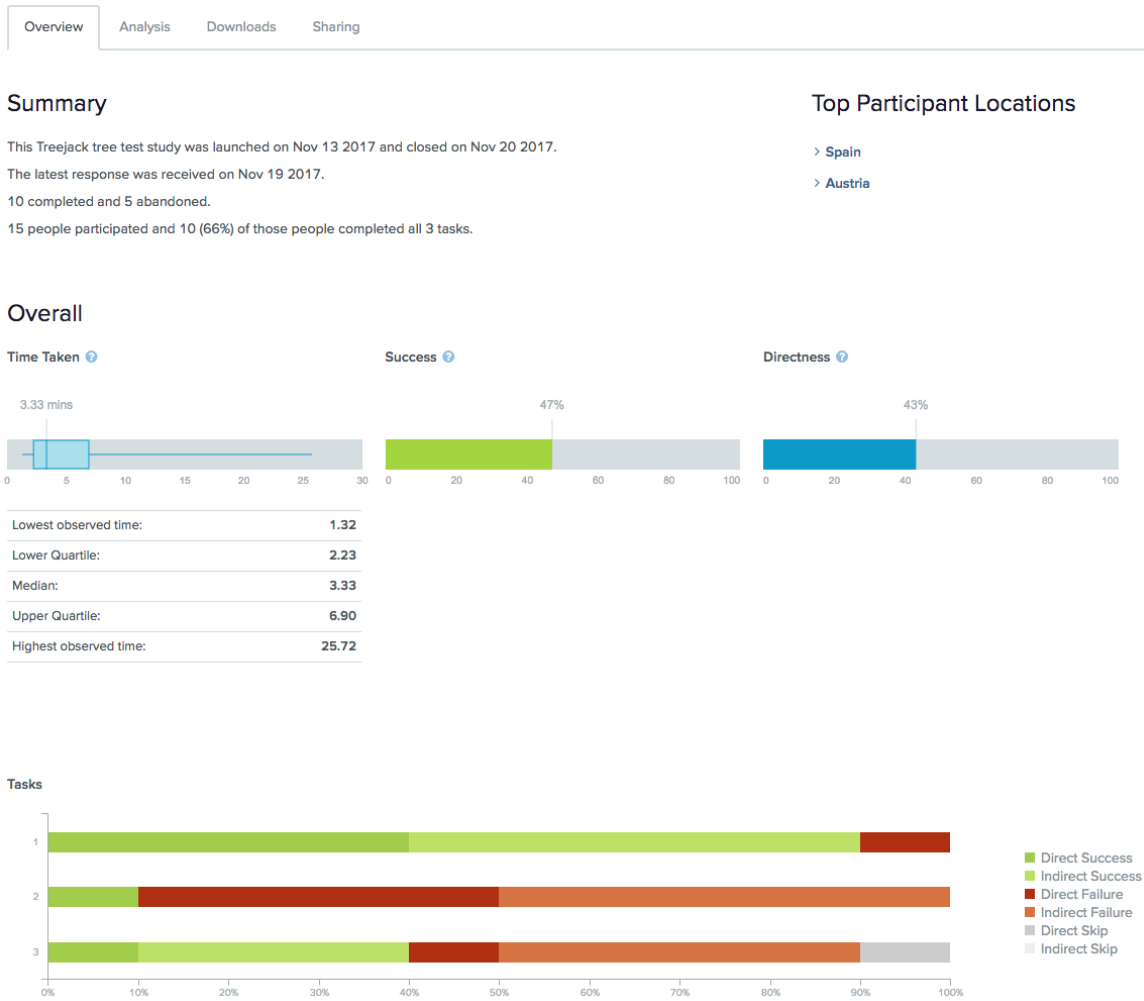 Overview Analysis Downloads Sharing
Summary
This Treejack tree test study was launched on Nov 13 2017 and closed on Nov 20 2017.
The latest response was received on Nov 19 2017.
10 completed and 5 abandoned.
15 people participated and 10 (66%) of those people completed all 3 tasks.
Top Participant Locations
> Spain
> Austria
Overall
Time Taken ?
3.33 mins
0 5 10 15 20 25 30
Lowest observed time: 1.32
Lower Quartile: 2.23
Median: 3.33
Upper Quartile: 6.90
Highest observed time: 25.72
Success ?
47%
0 20 40 60 80 100
Directness ?
43%
0 20 40 60 80 100
Tasks
1
2
3
0% 10% 20% 30% 40% 50% 60% 70% 80% 90% 100%
Direct Success
Indirect Success
Direct Failure
Indirect Failure
Direct Skip
Indirect Skip